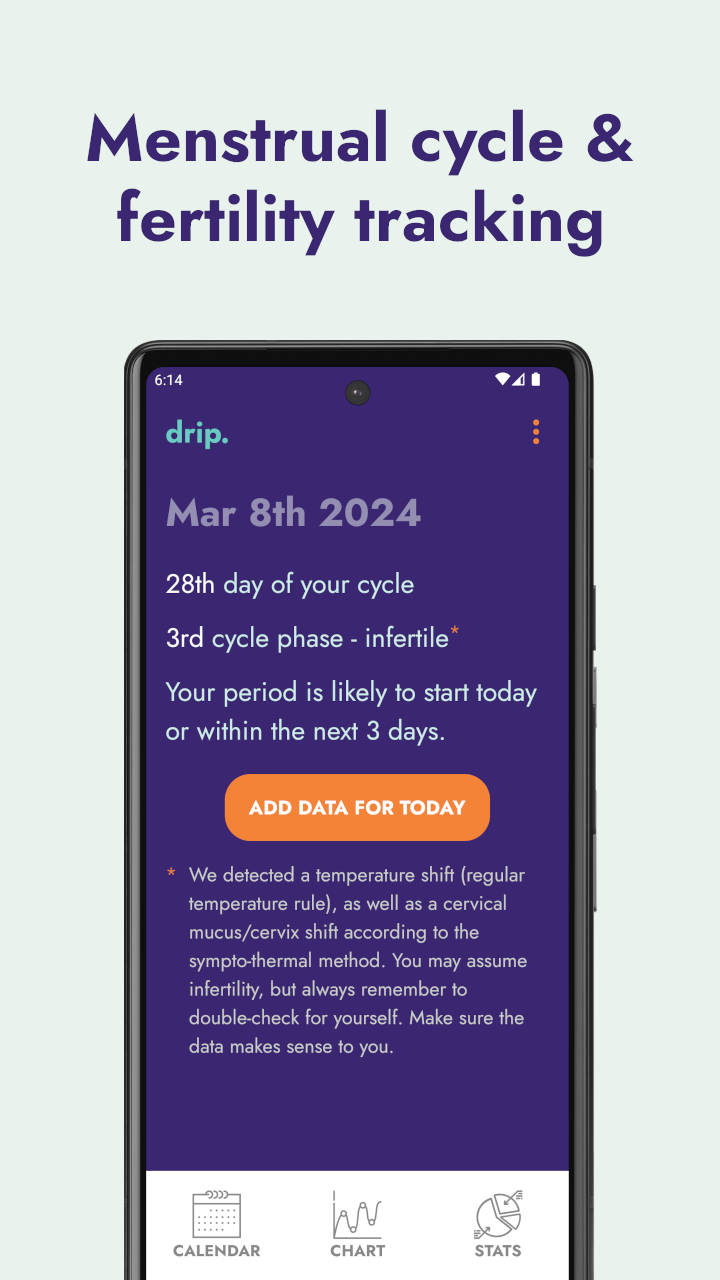 Menstrual cycle &
fertility tracking
6:14
drip.
Mar 8th 2024
28th day of your cycle
3rd cycle phase - infertile*
Your period is likely to start today
or within the next 3 days.
ADD DATA FOR TODAY
* We detected a temperature shift (regular
temperature rule), as well as a cervical
mucus/cervix shift according to the
sympto-thermal method. You may assume
infertility, but always remember to
double-check for yourself. Make sure the
data makes sense to you.
CALENDAR CHART STATS